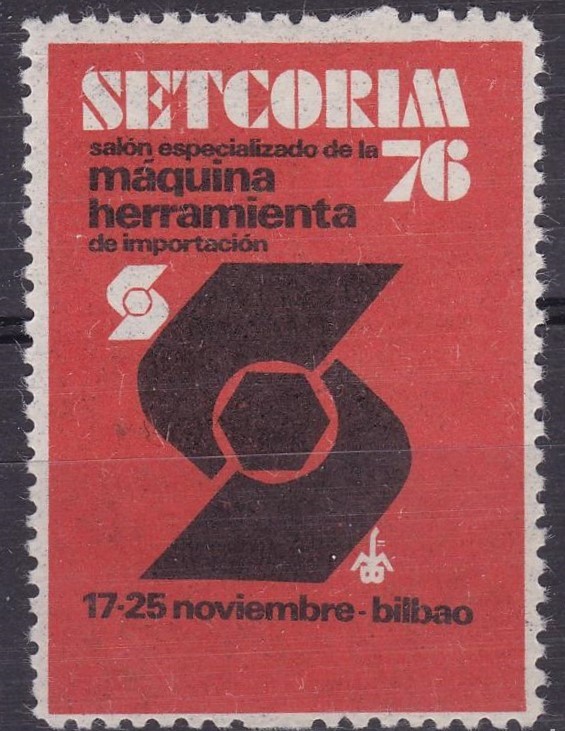 SETCORIM
76
salón especializado de la
máquina
herramienta
de importación
17-25 noviembre - bilbao